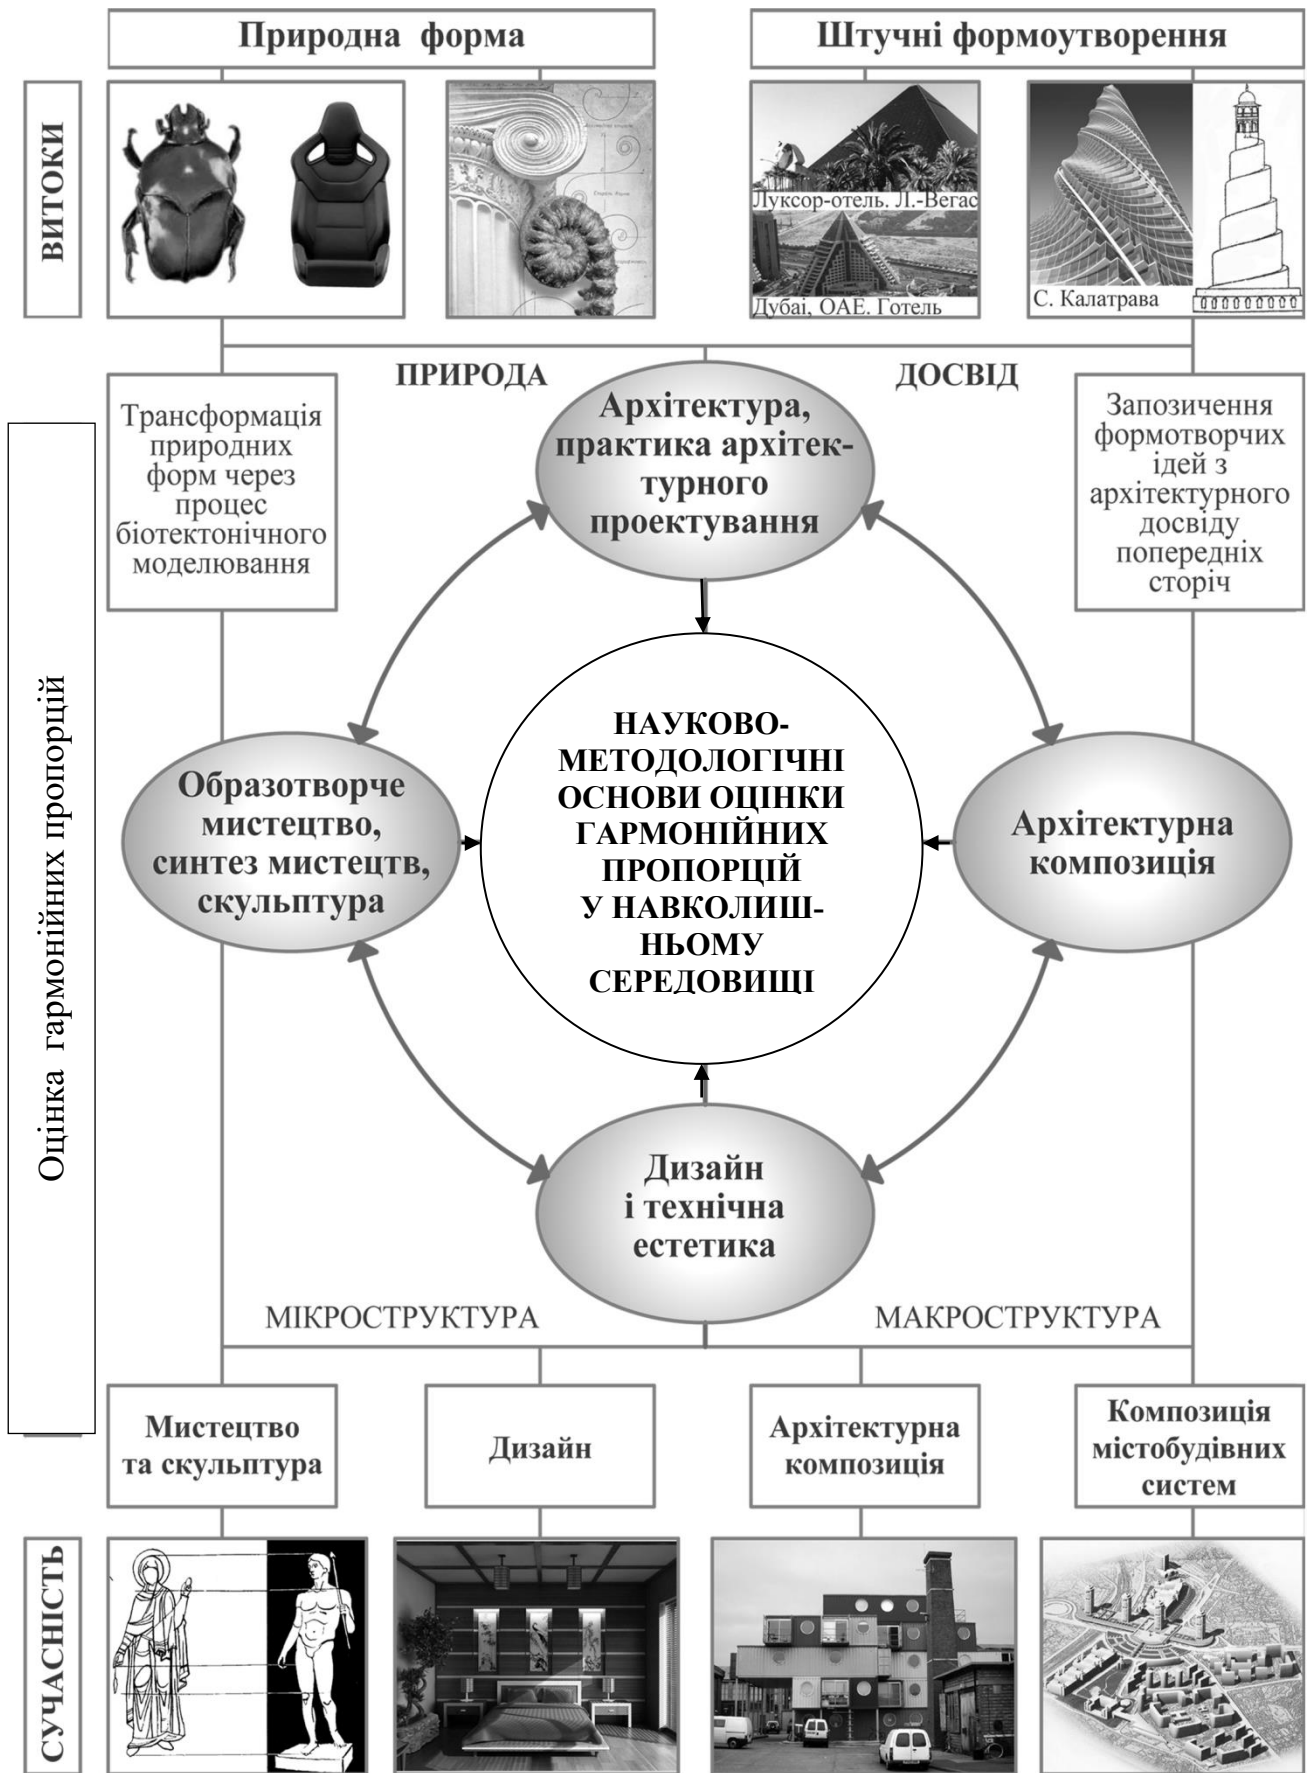 Природна форма
Штучні формоутворення
ВИТОКИ
Луксор-отель. Л.-Вегас
Дубаі, ОАЕ. Готель
С. Калатрава
ПРИРОДА
ДОСВІД
Трансформація
природних
форм через
процес
біотектонічного
моделювання
Архітектура,
практика архітек-
турного
проектування
Запозичення
формотворчих
ідей з
архітектурного
досвіду
попередніх
сторіч
Оцінка гармонійних пропорцій
Образотворче
мистецтво,
синтез мистецтв,
скульптура
НАУКОВО-
МЕТОДОЛОГІЧНІ
ОСНОВИ ОЦІНКИ
ГАРМОНІЙНИХ
ПРОПОРЦІЙ
У НАВКОЛИШ-
НЬОМУ
СЕРЕДОВИЩІ
Архітектурна
композиція
Дизайн
і технічна
естетика
МІКРОСТРУКТУРА
МАКРОСТРУКТУРА
Мистецтво
та скульптура
Дизайн
Архітектурна
композиція
Композиція
містобудівних
систем
СУЧАСНІСТЬ